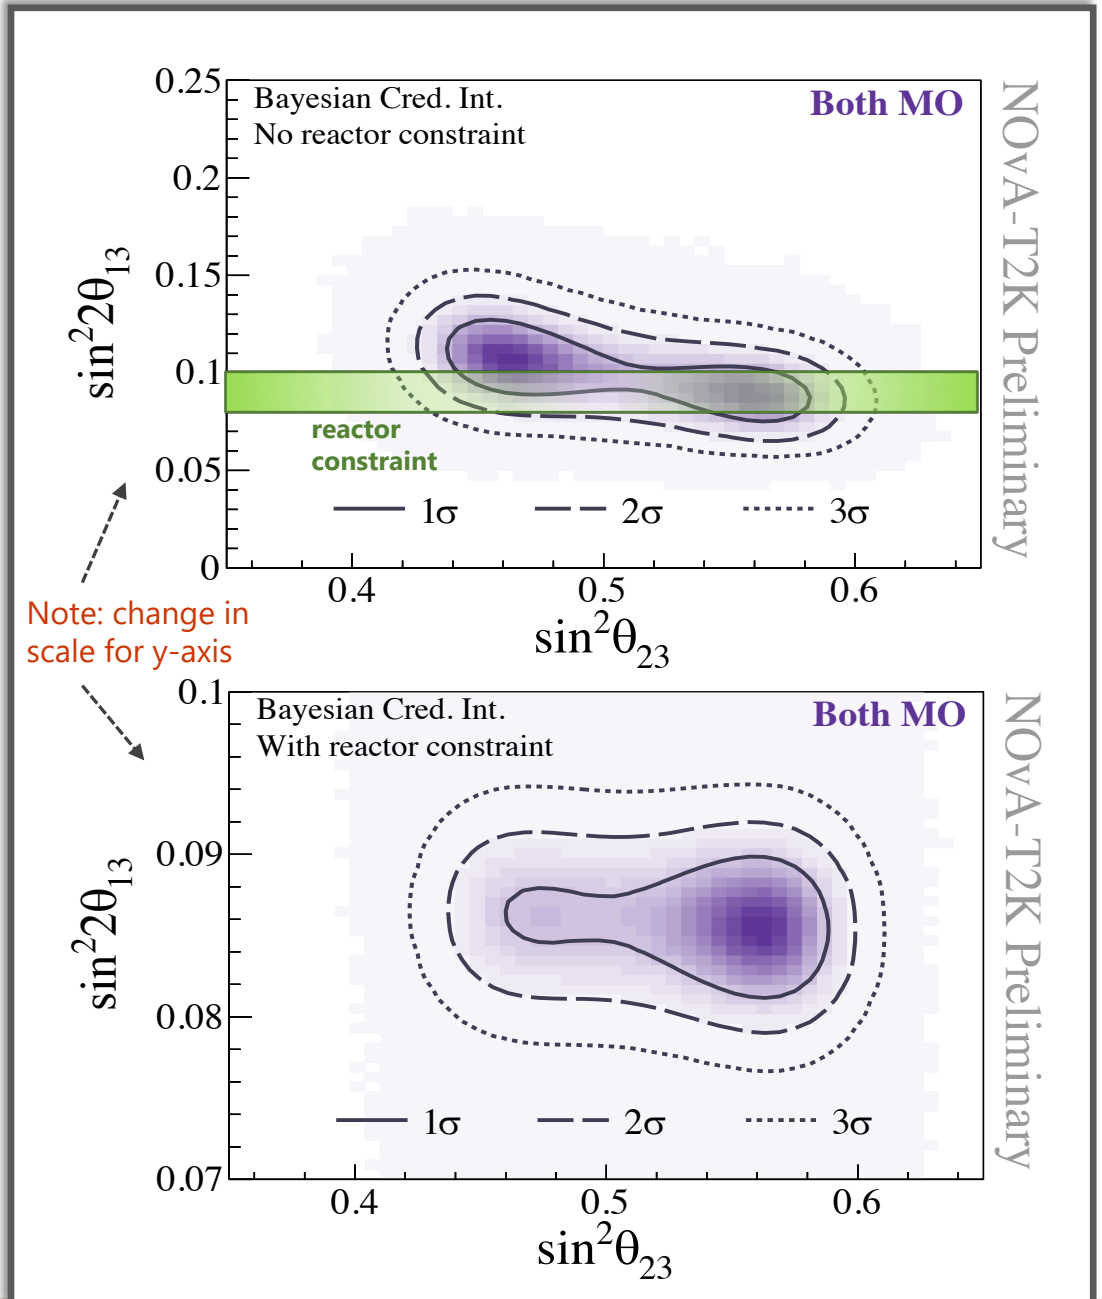 0.25
Bayesian Cred. Int.
No reactor constraint
Both MO
NOvA-T2K Preliminary
0.2
0.15
0.1
0.05
0
sin²2θ₁₃
reactor
constraint
1σ
2σ
3σ
0.4
0.5
0.6
sin²θ₂₃
Note: change in
scale for y-axis
0.1
Bayesian Cred. Int.
With reactor constraint
Both MO
NOvA-T2K Preliminary
0.09
0.08
0.07
sin²2θ₁₃
1σ
2σ
3σ
0.4
0.5
0.6
sin²θ₂₃